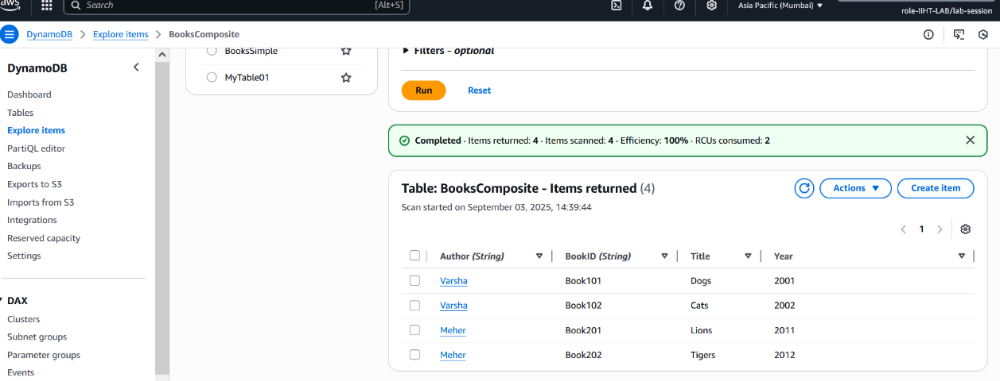 aws
Search [Alt+S]
Asia Pacific (Mumbai) ▼
role-IIHT-LAB/lab-session
DynamoDB > Explore items > BooksComposite
DynamoDB
Dashboard
Tables
Explore items
PartiQL editor
Backups
Exports to S3
Imports from S3
Integrations
Reserved capacity
Settings
DAX
Clusters
Subnet groups
Parameter groups
Events
BooksSimple
MyTable01
Filters - optional
Run Reset
Completed · Items returned: 4 · Items scanned: 4 · Efficiency: 100% · RCUs consumed: 2
Table: BooksComposite - Items returned (4)
Actions Create item
Scan started on September 03, 2025, 14:39:44
1
Author (String) BookID (String) Title Year
Varsha Book101 Dogs 2001
Varsha Book102 Cats 2002
Meher Book201 Lions 2011
Meher Book202 Tigers 2012